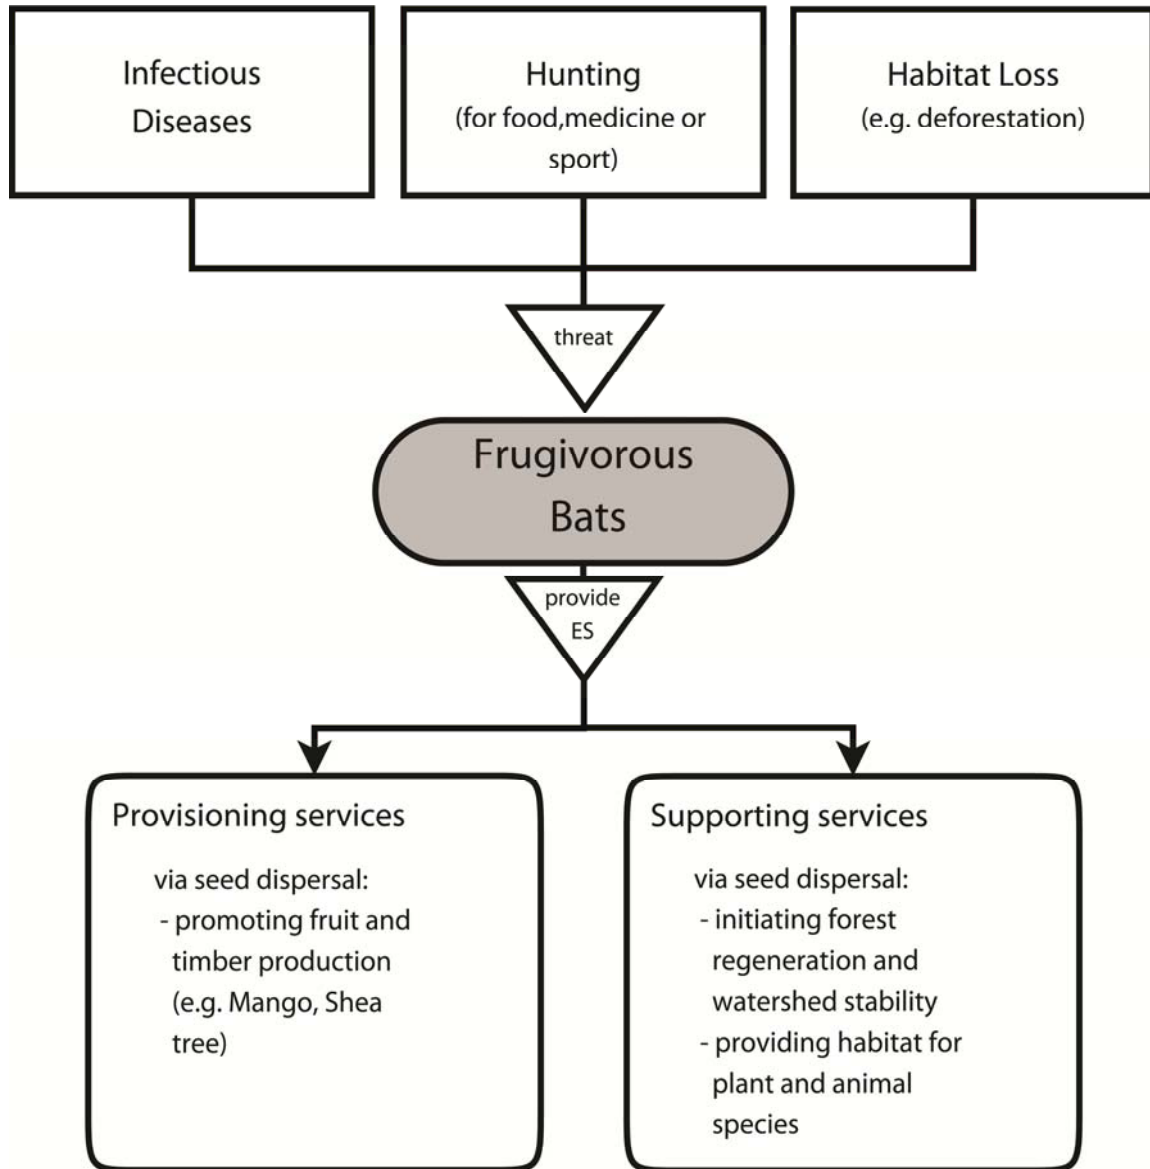 Infectious
Diseases
Hunting
(for food,medicine or
sport)
Habitat Loss
(e.g. deforestation)
threat
Frugivorous
Bats
provide
ES
Provisioning services
via seed dispersal:
- promoting fruit and
timber production
(e.g. Mango, Shea
tree)
Supporting services
via seed dispersal:
- initiating forest
regeneration and
watershed stability
- providing habitat for
plant and animal
species